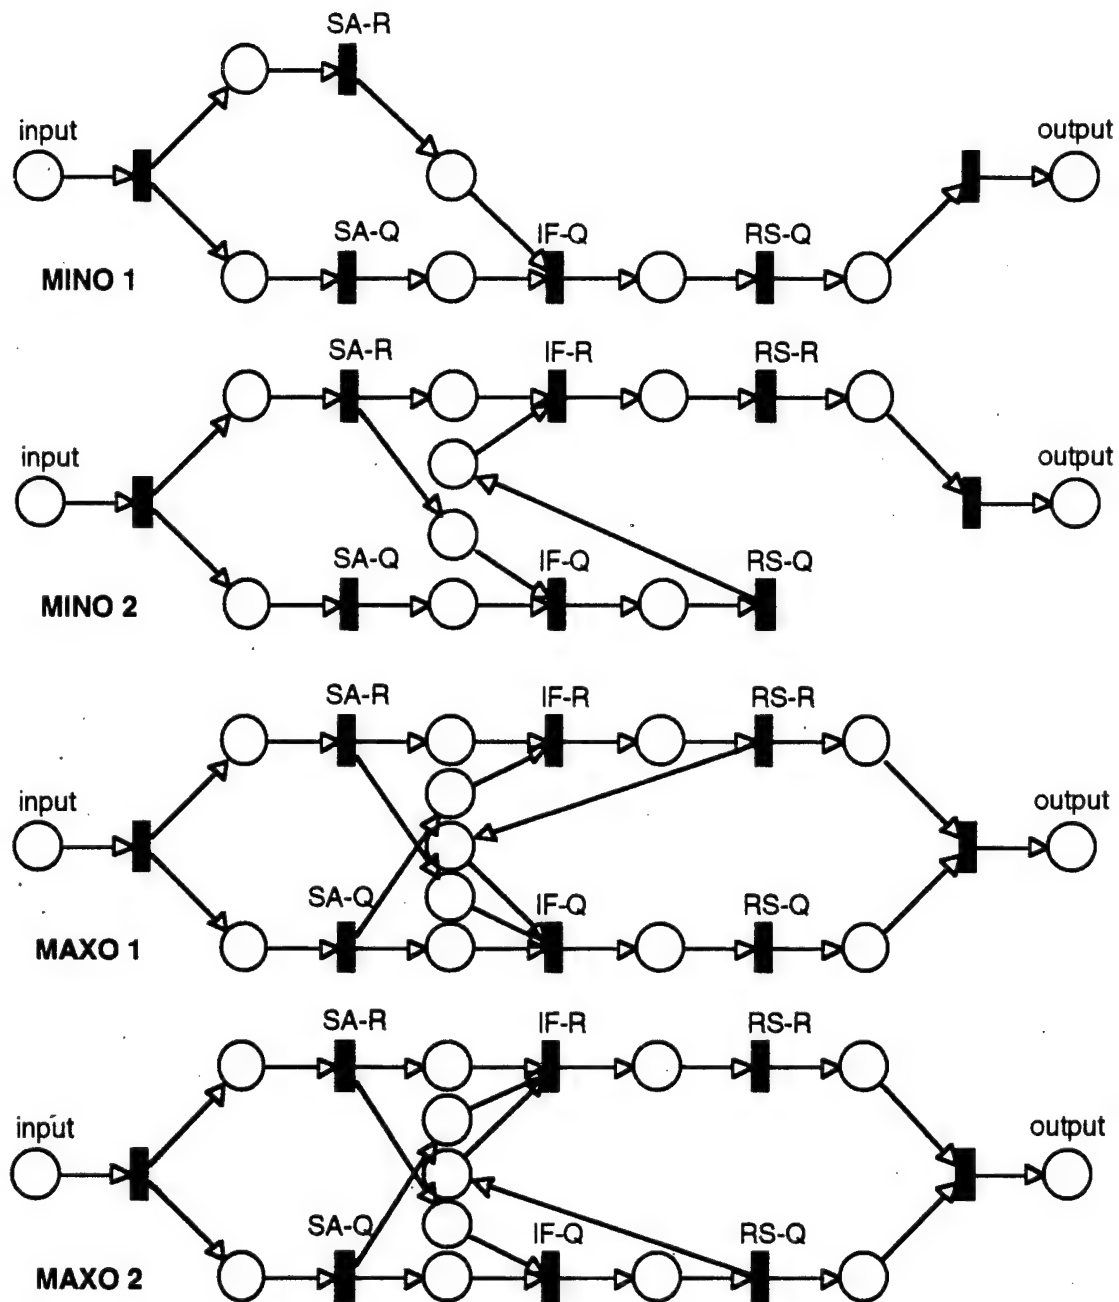 SA-R
input
output
SA-Q
IF-Q
RS-Q
MINO 1
SA-R
IF-R
RS-R
input
output
SA-Q
IF-Q
RS-Q
MINO 2
SA-R
IF-R
RS-R
input
output
SA-Q
IF-Q
RS-Q
MAXO 1
SA-R
IF-R
RS-R
input
output
SA-Q
IF-Q
RS-Q
MAXO 2